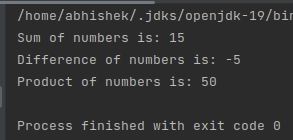 /home/abhishek/.jdks/openjdk-19/bin
Sum of numbers is: 15
Difference of numbers is: -5
Product of numbers is: 50
Process finished with exit code 0